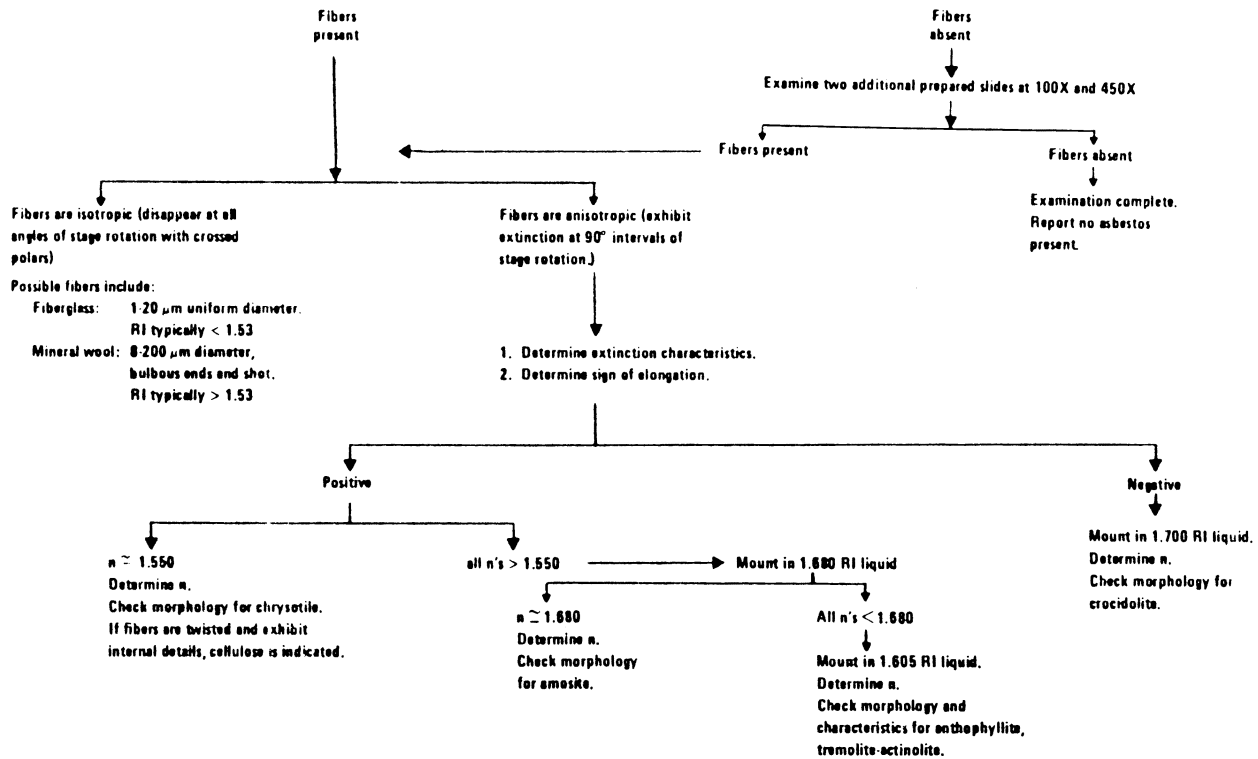 Fibers
present
Fibers
absent
Examine two additional prepared slides at 100X and 450X
Fibers present
Fibers absent
Examination complete.
Report no asbestos
present.
Fibers are isotropic (disappear at all
angles of stage rotation with crossed
polars)
Possible fibers include:
Fiberglass: 1-20 μm uniform diameter.
RI typically < 1.53
Mineral wool: 8-200 μm diameter,
bulbous ends and shot.
RI typically > 1.53
Fibers are anisotropic (exhibit
extinction at 90° intervals of
stage rotation.)
1. Determine extinction characteristics.
2. Determine sign of elongation.
Positive
Negative
n ≃ 1.550
Determine n.
Check morphology for chrysotile.
If fibers are twisted and exhibit
internal details, cellulose is indicated.
all n's > 1.550
Mount in 1.680 RI liquid
n ≃ 1.680
Determine n.
Check morphology
for amosite.
All n's < 1.680
Mount in 1.605 RI liquid.
Determine n.
Check morphology and
characteristics for anthophyllite,
tremolite-actinolite.
Mount in 1.700 RI liquid.
Determine n.
Check morphology for
crocidolite.